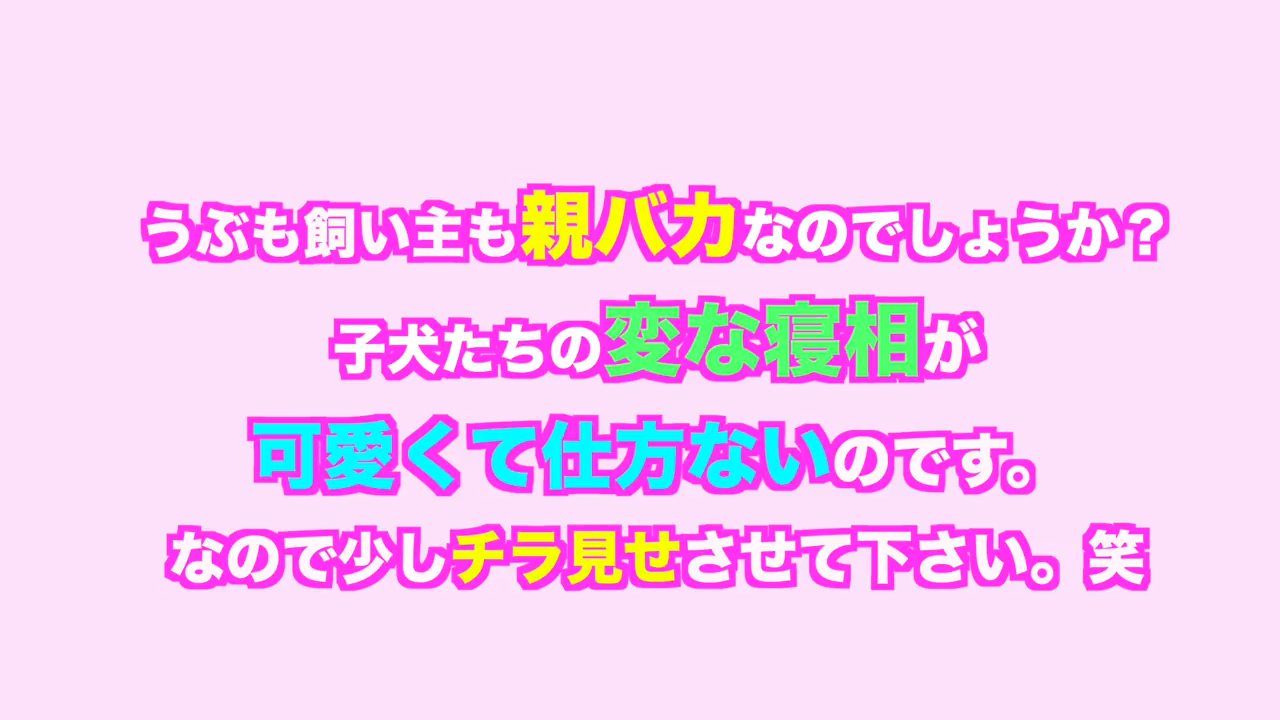 うぶも飼い主も親バカなのでしょうか？
子犬たちの変な寝相が
可愛くて仕方ないのです。
なので少しチラ見せさせて下さい。笑